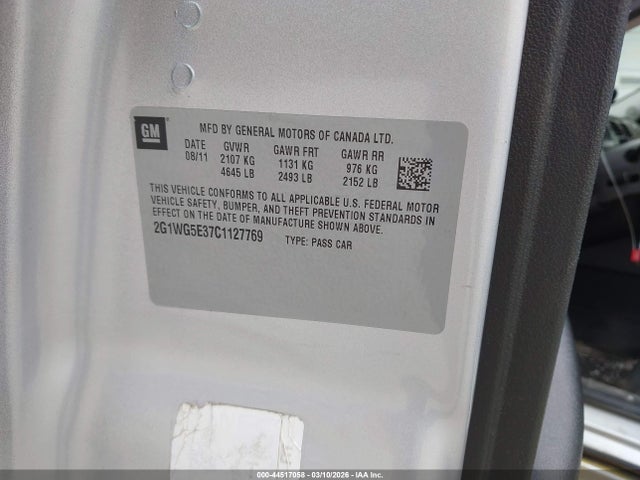 GM
MFD BY GENERAL MOTORS OF CANADA LTD.
DATE GVWR GAWR FRT GAWR RR
08/11 2107 KG 1131 KG 976 KG
4645 LB 2493 LB 2152 LB
THIS VEHICLE CONFORMS TO ALL APPLICABLE U.S. FEDERAL MOTOR
VEHICLE SAFETY, BUMPER, AND THEFT PREVENTION STANDARDS IN
EFFECT ON THE DATE OF MANUFACTURE SHOWN ABOVE.
2G1WG5E37C1127769 TYPE: PASS CAR
000-44517058 - 03/10/2026 - IAA